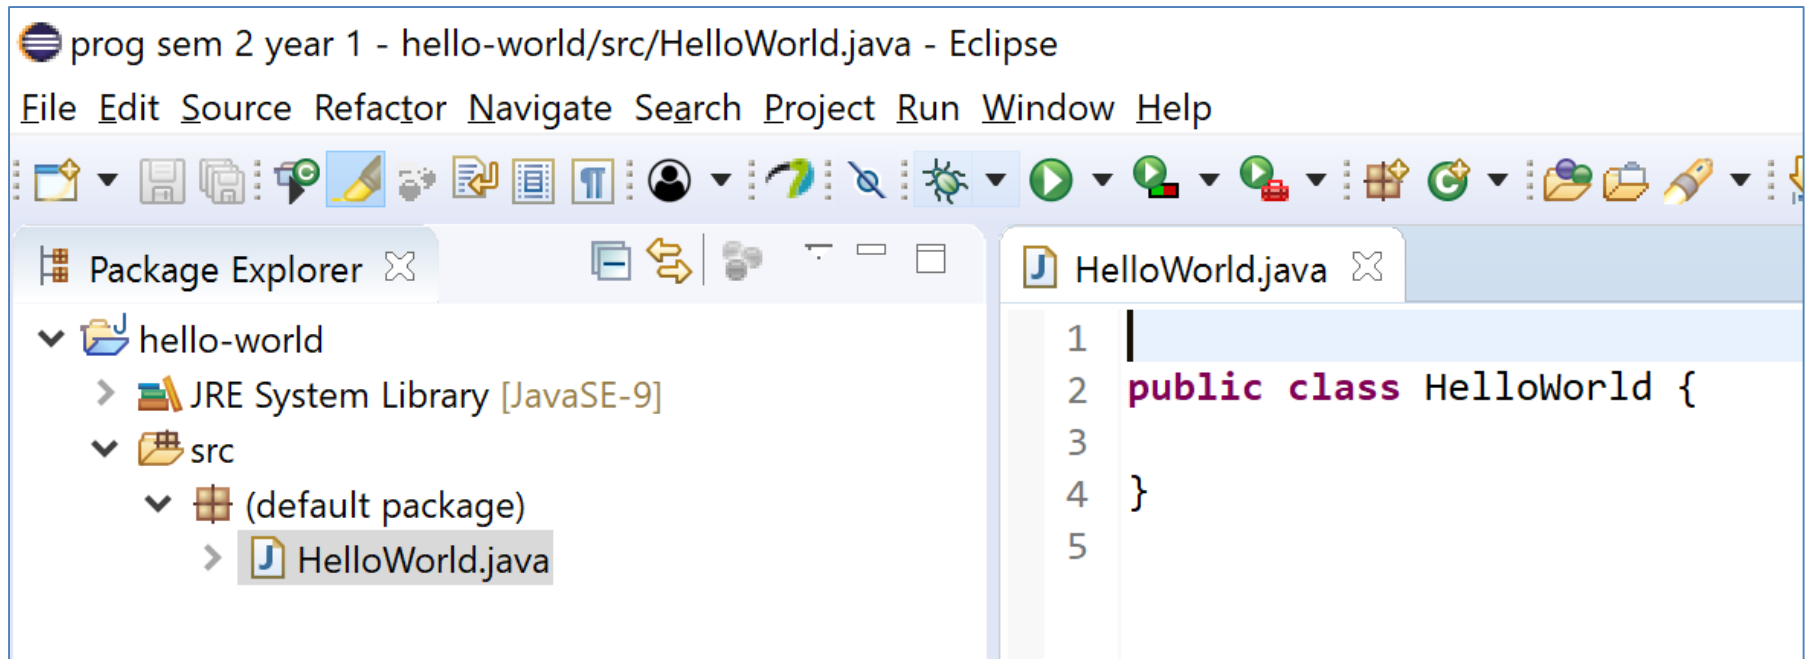 prog sem 2 year 1 - hello-world/src/HelloWorld.java - Eclipse
File Edit Source Refactor Navigate Search Project Run Window Help
Package Explorer
hello-world
JRE System Library [JavaSE-9]
src
(default package)
HelloWorld.java
HelloWorld.java
1
2 public class HelloWorld {
3
4 }
5